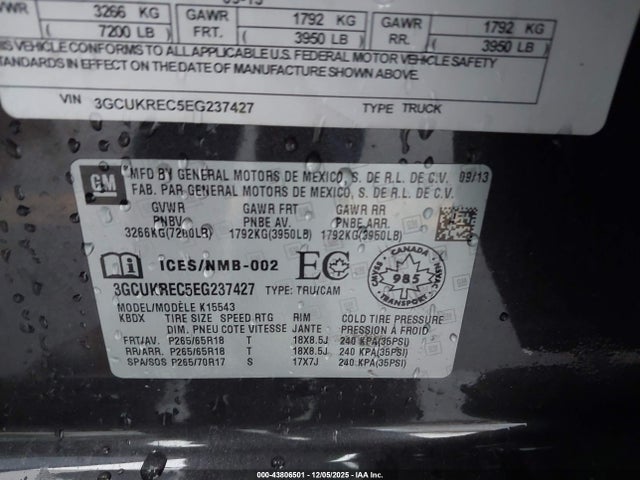 VWR 3266 KG GAWR 1792 KG GAWR 1792 KG
( 7200 LB ) FRT. ( 3950 LB ) RR. ( 3950 LB )
HIS VEHICLE CONFORMS TO ALL APPLICABLE U.S. FEDERAL MOTOR VEHICLE SAFETY
TANDARDS IN EFFECT ON THE DATE OF MANUFACTURE SHOWN ABOVE.
VIN 3GCUKREC5EG237427 TYPE TRUCK
GM
MFD BY GENERAL MOTORS DE MEXICO, S. DE R.L. DE C.V. 09/13
FAB. PAR GENERAL MOTORS DE MEXICO, S. DE R.L. DE C.V.
GVWR GAWR FRT GAWR RR
PNBV PNBE AV. PNBE ARR.
3266KG(7200LB) 1792KG(3950LB) 1792KG(3950LB)
ICES/NMB-002 EC
CANADA
985
3GCUKREC5EG237427 TYPE: TRU/CAM
MODEL/MODÈLE K15543
KBDX TIRE SIZE SPEED RTG RIM COLD TIRE PRESSURE
DIM. PNEU COTE VITESSE JANTE PRESSION À FROID
FRT/AV. P265/65R18 T 18X8.5J 240 KPA(35PSI)
RR/ARR. P265/65R18 T 18X8.5J 240 KPA(35PSI)
SPA/SOS P265/70R17 S 17X7J 240 KPA(35PSI)
000-43806501 - 12/05/2025 - IAA Inc.